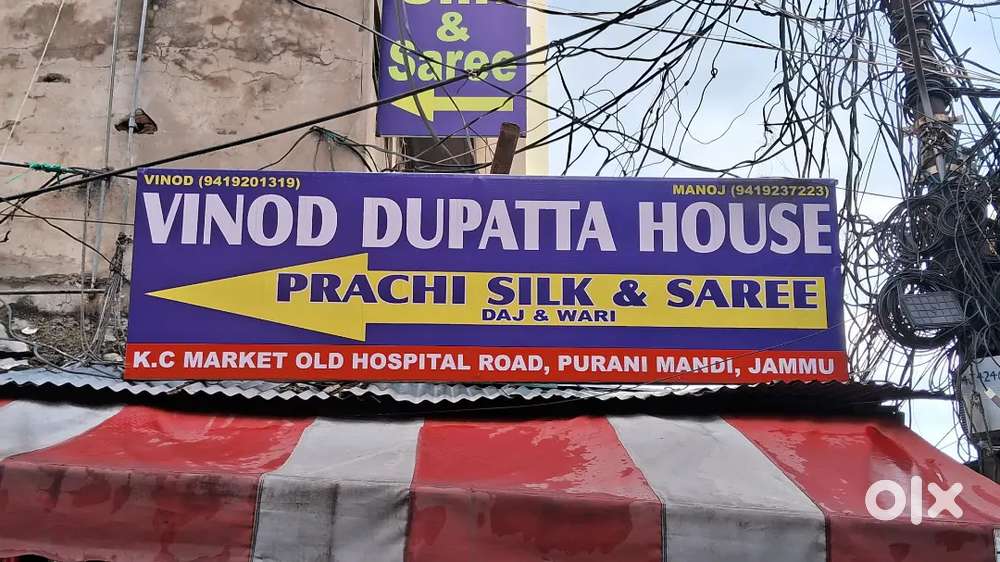 &
Saree
VINOD (9419201319)
MANOJ (9419237223)
VINOD DUPATTA HOUSE
PRACHI SILK & SAREE
DAJ & WARI
K.C MARKET OLD HOSPITAL ROAD, PURANI MANDI, JAMMU
olx